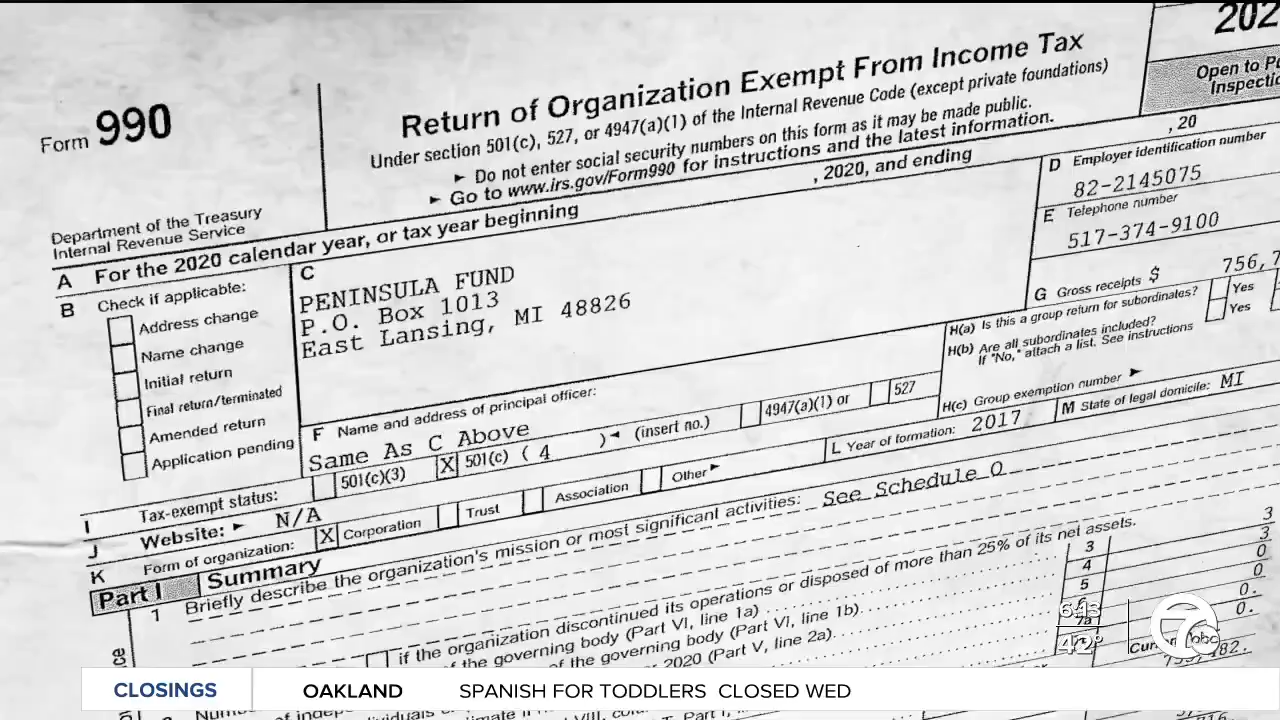 202
Open to
Form 990
Return of Organization Exempt From Income Tax
Under section 501(c), 527, or 4947(a)(1) of the Internal Revenue Code (except private foundations)
► Do not enter social security numbers on this form as it may be made public.
► Go to www.irs.gov/Form990 for instructions and the latest information.
Department of the Treasury
Internal Revenue Service
A For the 2020 calendar year, or tax year beginning , 2020, and ending , 20
B Check if applicable:
Address change
Name change
Initial return
Final return/terminated
Amended return
Application pending
C
PENINSULA FUND
P.O. Box 1013
East Lansing, MI 48826
D Employer identification number
82-2145075
E Telephone number
517-374-9100
G Gross receipts $ 756,7
F Name and address of principal officer:
Same As C Above
H(a) Is this a group return for subordinates? Yes
H(b) Are all subordinates included? Yes
If "No," attach a list. See instructions
H(c) Group exemption number ►
I Tax-exempt status: 501(c)(3) X 501(c) ( 4 )◄ (insert no.) 4947(a)(1) or 527
J Website: ► N/A
K Form of organization: X Corporation Trust Association Other►
L Year of formation: 2017
M State of legal domicile: MI
Part I Summary
1 Briefly describe the organization's mission or most significant activities: See Schedule O
if the organization discontinued its operations or disposed of more than 25% of its net assets.
the governing body (Part VI, line 1a) 3 3
of the governing body (Part VI, line 1b) 4 3
2020 (Part V, line 2a) 5 0
0
0.
7a
0.
6:43
42°
7 abc
CLOSINGS OAKLAND SPANISH FOR TODDLERS CLOSED WED